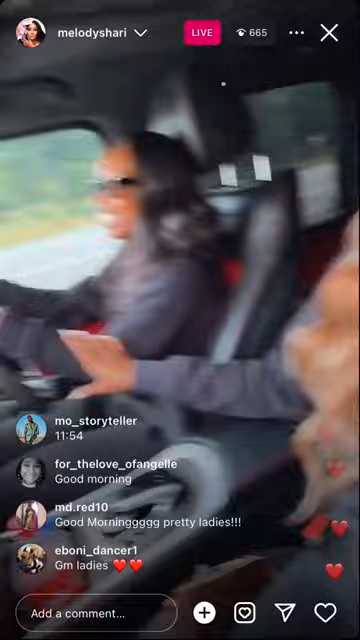 melodyshari
LIVE
665
mo_storyteller
11:54
for_thelove_ofangelle
Good morning
md.red10
Good Morninggggg pretty ladies!!!
eboni_dancer1
Gm ladies ❤️❤️
Add a comment...